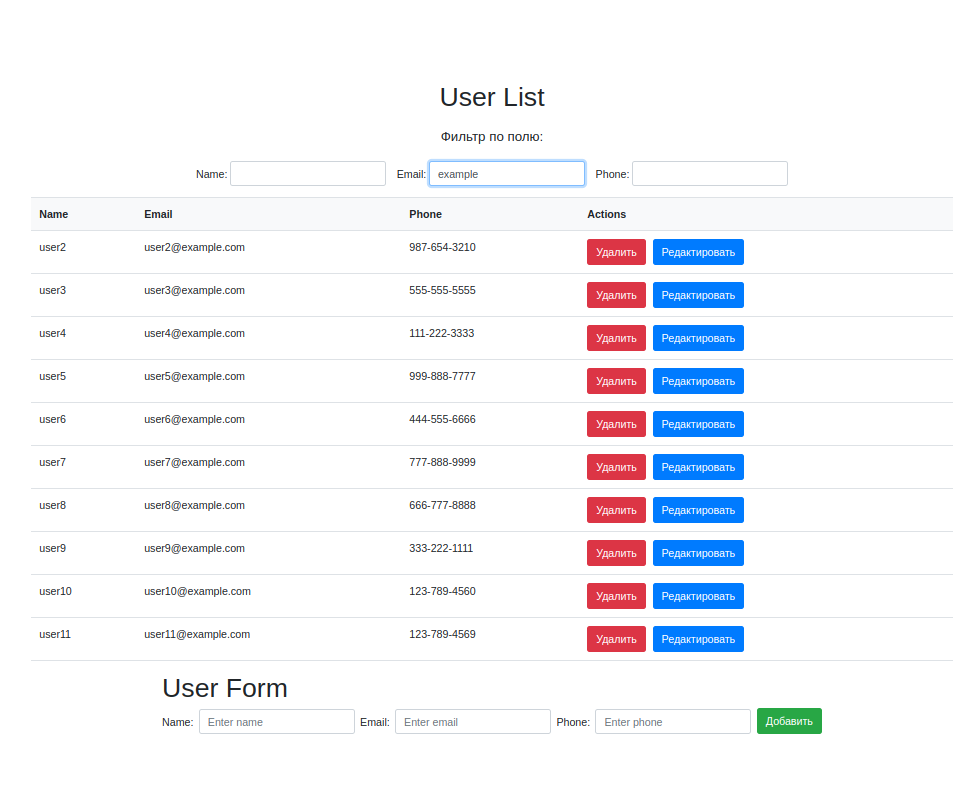 User List
Фильтр по полю:
Name: Email: example Phone:
Name Email Phone Actions
user2 user2@example.com 987-654-3210 Удалить Редактировать
user3 user3@example.com 555-555-5555 Удалить Редактировать
user4 user4@example.com 111-222-3333 Удалить Редактировать
user5 user5@example.com 999-888-7777 Удалить Редактировать
user6 user6@example.com 444-555-6666 Удалить Редактировать
user7 user7@example.com 777-888-9999 Удалить Редактировать
user8 user8@example.com 666-777-8888 Удалить Редактировать
user9 user9@example.com 333-222-1111 Удалить Редактировать
user10 user10@example.com 123-789-4560 Удалить Редактировать
user11 user11@example.com 123-789-4569 Удалить Редактировать
User Form
Name: Enter name Email: Enter email Phone: Enter phone Добавить